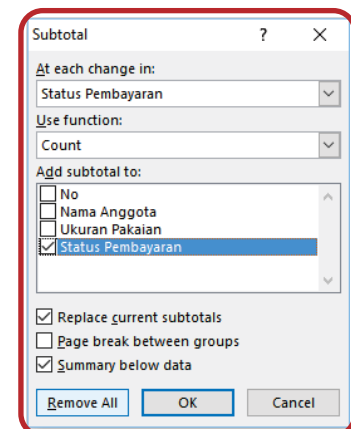 Subtotal ?
At each change in:
Status Pembayaran
Use function:
Count
Add subtotal to:
No
Nama Anggota
Ukuran Pakaian
Status Pembayaran
Replace current subtotals
Page break between groups
Summary below data
Remove All OK Cancel